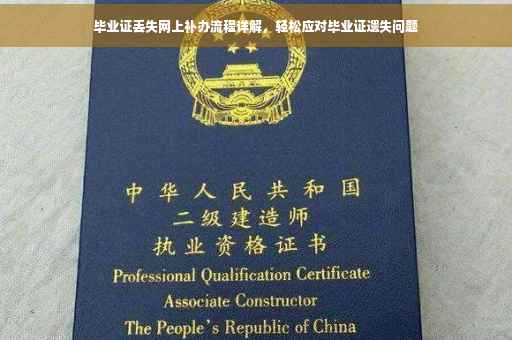 毕业证丢失网上补办流程详解，轻松应对毕业证遗失问题
中华人民共和国
二级建造师
执业资格证书
Professional Qualification Certificate
Associate Constructor
The People's Republic of China